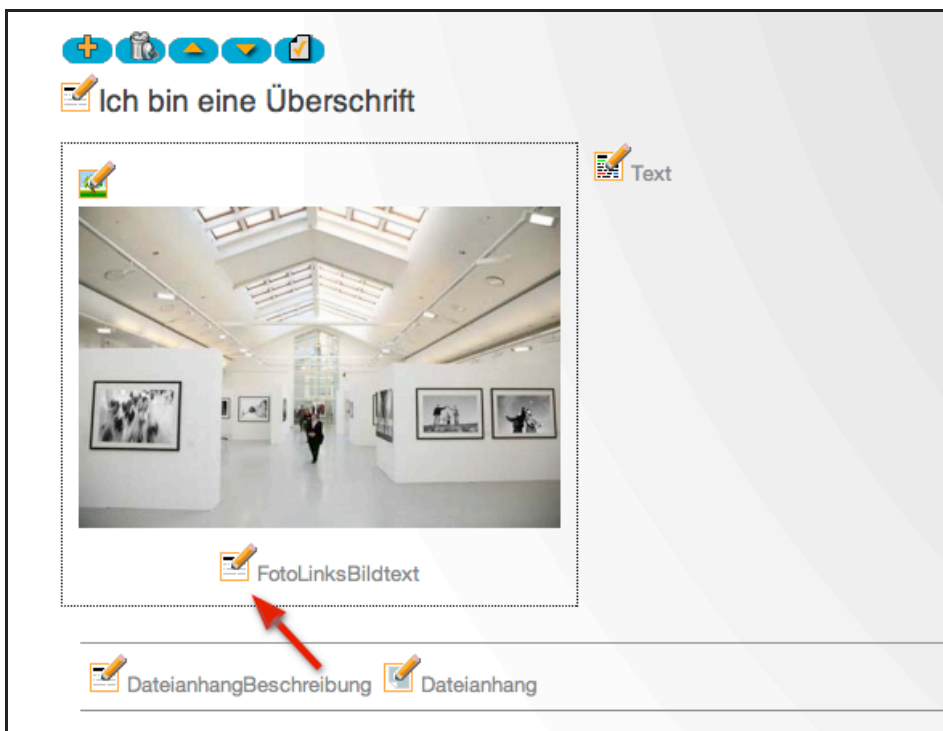 Ich bin eine Überschrift
Text
FotoLinksBildtext
DateianhangBeschreibung Dateianhang